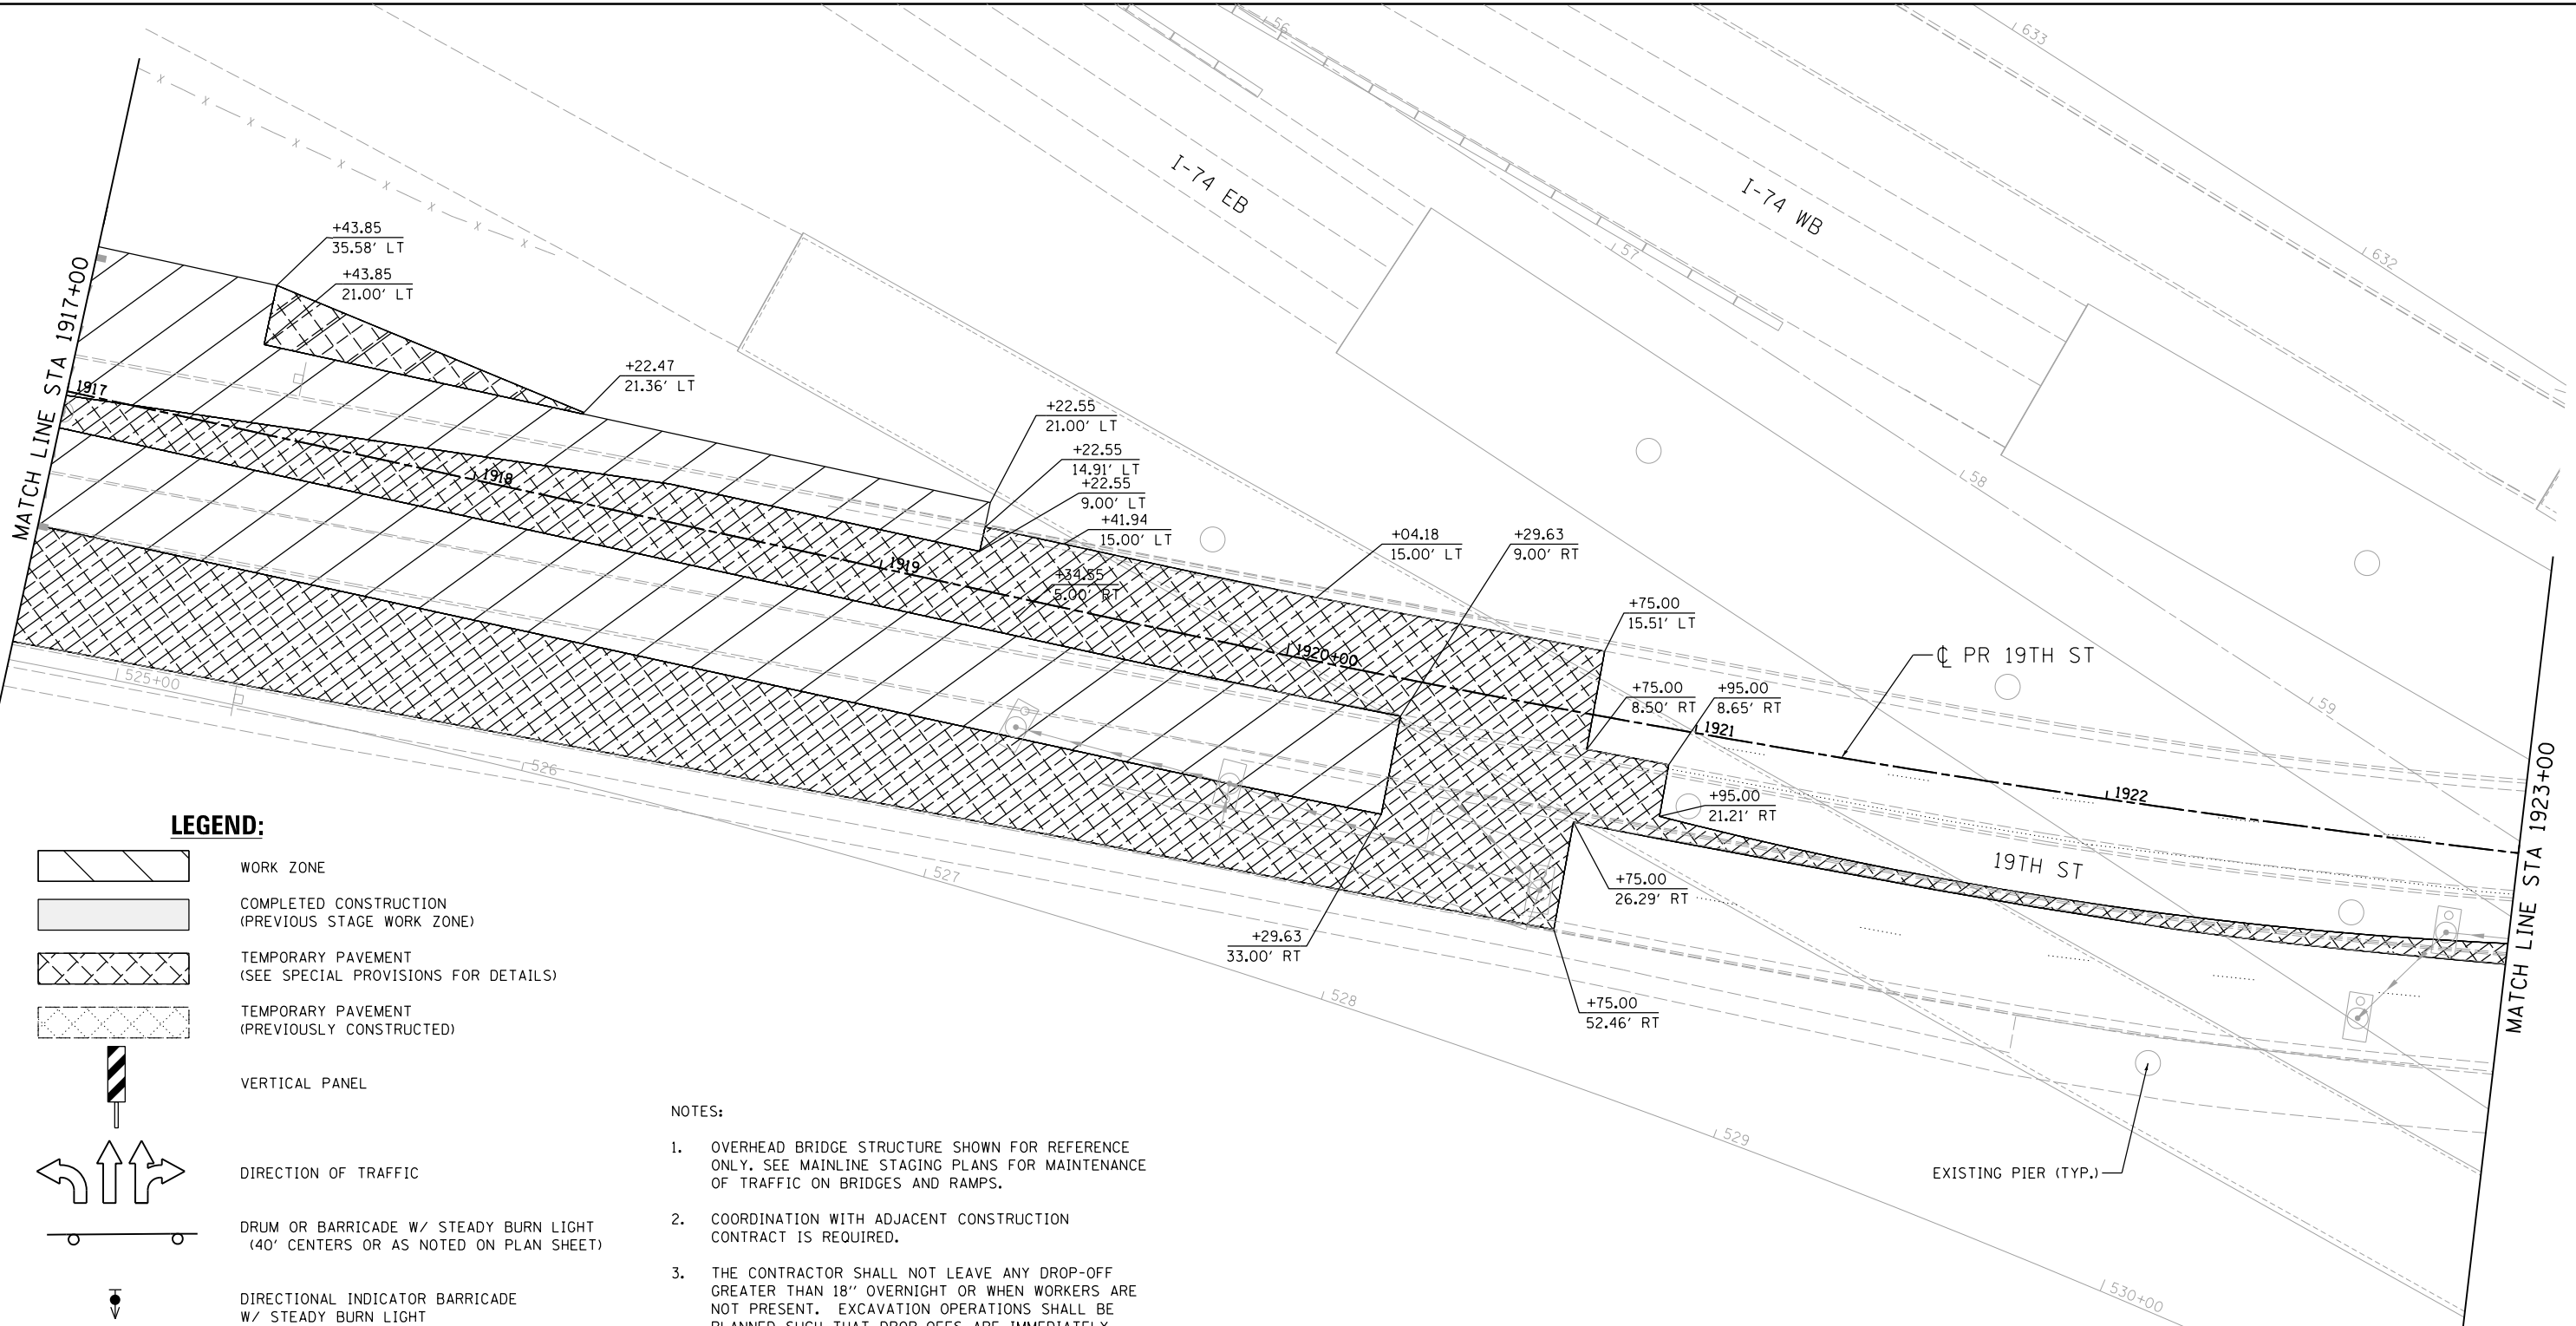 56
633
632
I-74 EB
I-74 WB
57
58
59
MATCH LINE STA 1917+00
+43.85
35.58' LT
+43.85
21.00' LT
+22.47
21.36' LT
+22.55
21.00' LT
+22.55
14.91' LT
+22.55
9.00' LT
+41.94
15.00' LT
+34.55
5.00' RT
+04.18
15.00' LT
+29.63
9.00' RT
+75.00
15.51' LT
+75.00
8.50' RT
+95.00
8.65' RT
+95.00
21.21' RT
+75.00
26.29' RT
+29.63
33.00' RT
+75.00
52.46' RT
1917
1918
1919
1920+00
1921
1922
℄ PR 19TH ST
19TH ST
MATCH LINE STA 1923+00
525+00
526
527
528
529
530+00
EXISTING PIER (TYP.)
LEGEND:
WORK ZONE
COMPLETED CONSTRUCTION
(PREVIOUS STAGE WORK ZONE)
TEMPORARY PAVEMENT
(SEE SPECIAL PROVISIONS FOR DETAILS)
TEMPORARY PAVEMENT
(PREVIOUSLY CONSTRUCTED)
VERTICAL PANEL
DIRECTION OF TRAFFIC
DRUM OR BARRICADE W/ STEADY BURN LIGHT
(40' CENTERS OR AS NOTED ON PLAN SHEET)
DIRECTIONAL INDICATOR BARRICADE
W/ STEADY BURN LIGHT
NOTES:
1. OVERHEAD BRIDGE STRUCTURE SHOWN FOR REFERENCE
ONLY. SEE MAINLINE STAGING PLANS FOR MAINTENANCE
OF TRAFFIC ON BRIDGES AND RAMPS.
2. COORDINATION WITH ADJACENT CONSTRUCTION
CONTRACT IS REQUIRED.
3. THE CONTRACTOR SHALL NOT LEAVE ANY DROP-OFF
GREATER THAN 18" OVERNIGHT OR WHEN WORKERS ARE
NOT PRESENT. EXCAVATION OPERATIONS SHALL BE
PLANNED SUCH THAT DROP-OFFS ARE IMMEDIATELY